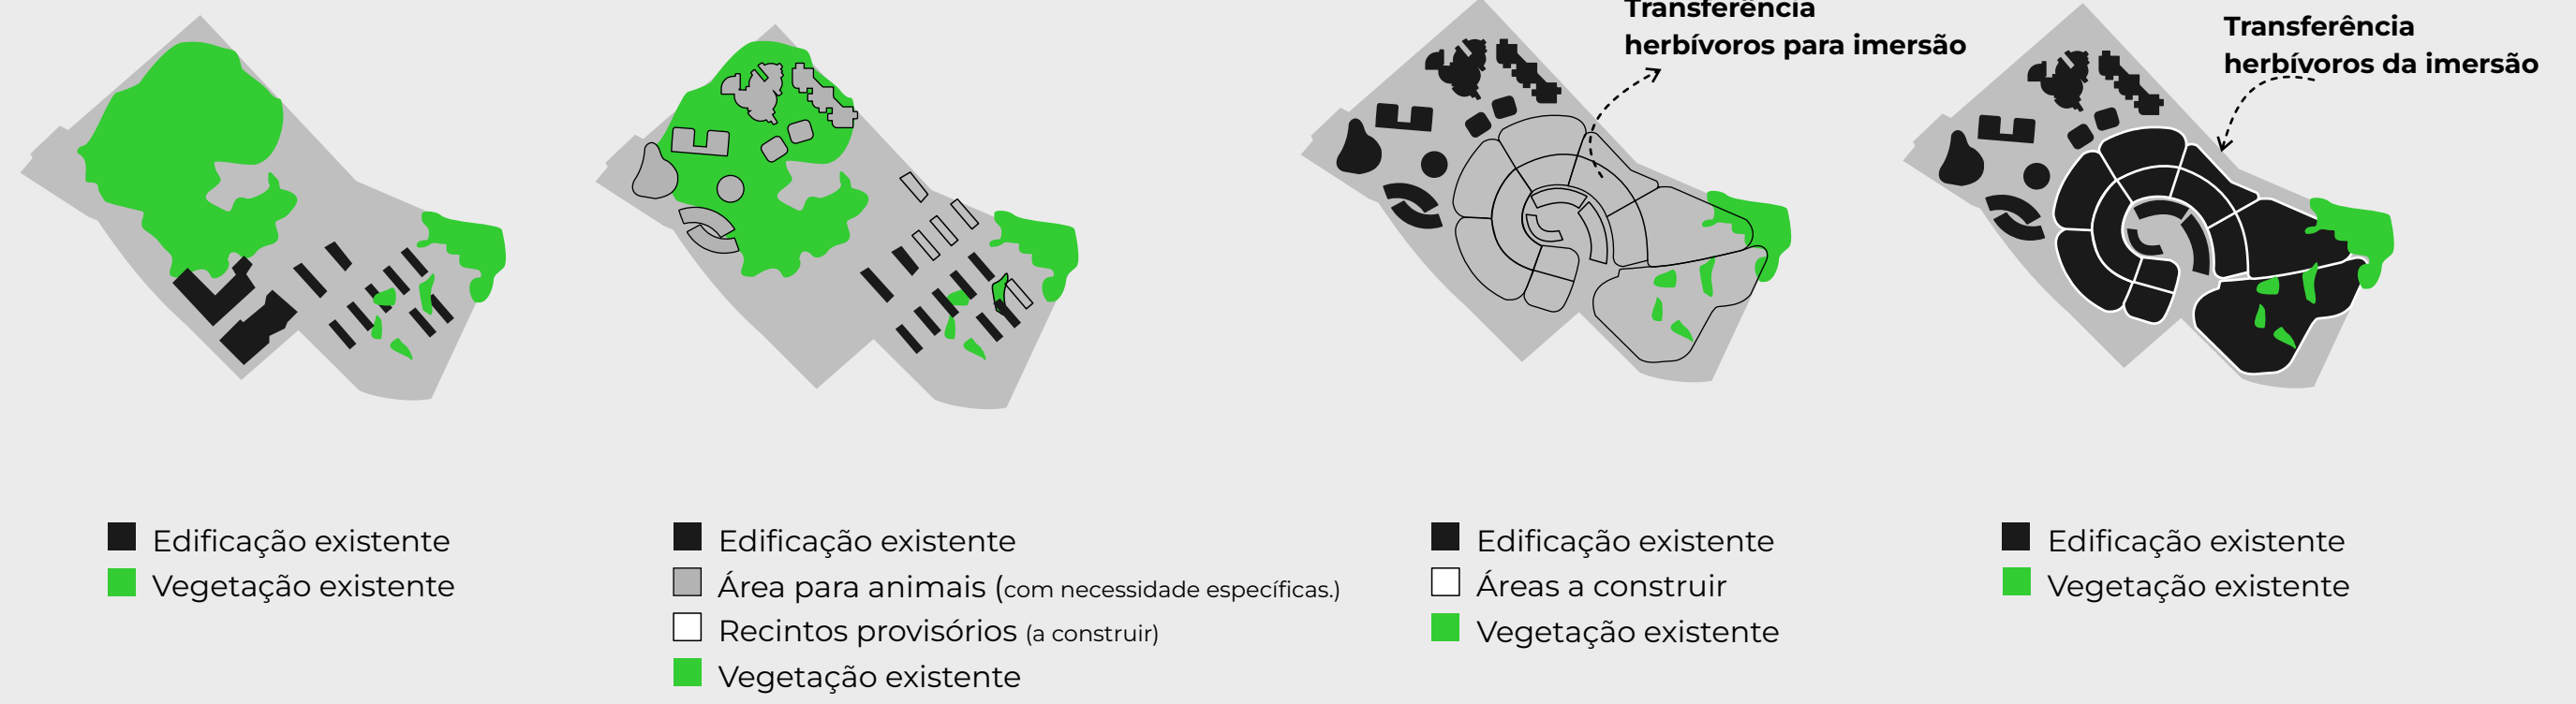 Transferência
herbívoros para imersão
Transferência
herbívoros da imersão
Edificação existente
Vegetação existente
Edificação existente
Área para animais (com necessidade específicas.)
Recintos provisórios (a construir)
Vegetação existente
Edificação existente
Áreas a construir
Vegetação existente
Edificação existente
Vegetação existente